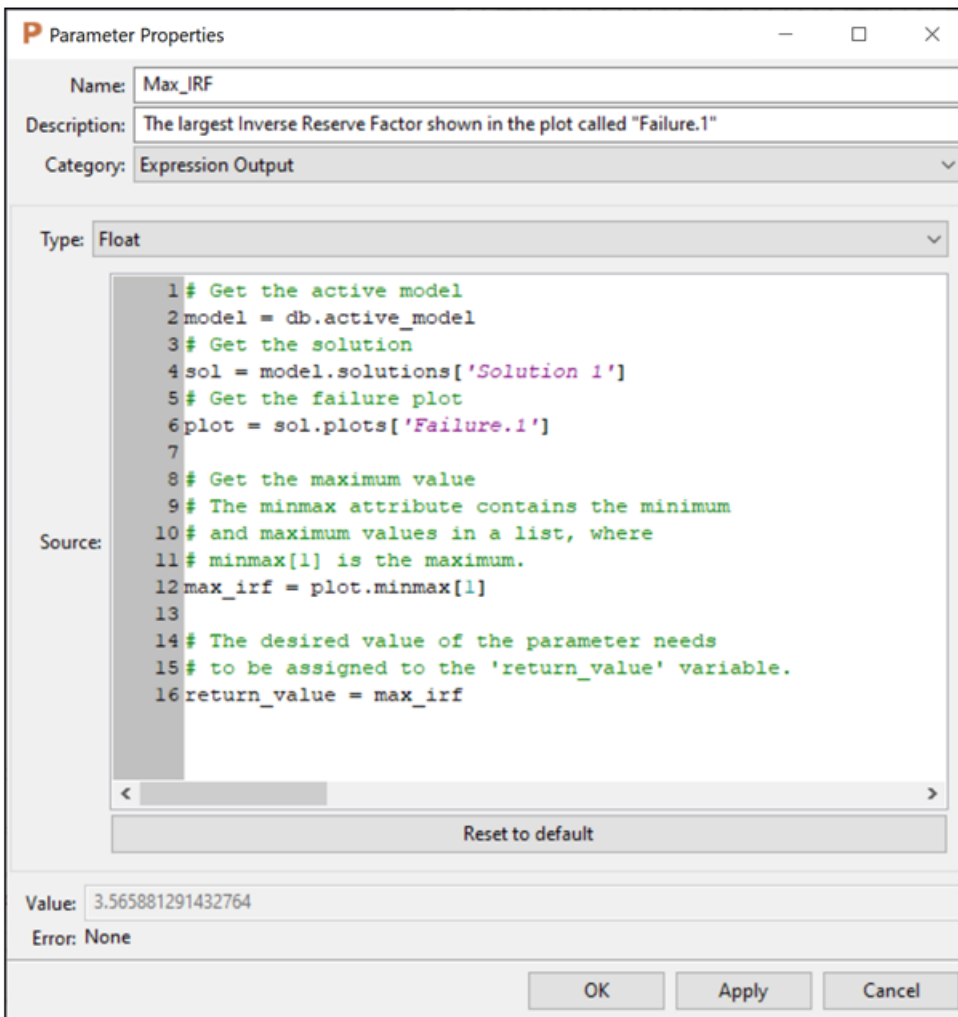 P Parameter Properties
Name: Max_IRF
Description: The largest Inverse Reserve Factor shown in the plot called "Failure.1"
Category: Expression Output
Type: Float
Source:
1 # Get the active model
2 model = db.active_model
3 # Get the solution
4 sol = model.solutions['Solution 1']
5 # Get the failure plot
6 plot = sol.plots['Failure.1']
7
8 # Get the maximum value
9 # The minmax attribute contains the minimum
10 # and maximum values in a list, where
11 # minmax[1] is the maximum.
12 max_irf = plot.minmax[1]
13
14 # The desired value of the parameter needs
15 # to be assigned to the 'return_value' variable.
16 return_value = max_irf
Reset to default
Value: 3.565881291432764
Error: None
OK Apply Cancel